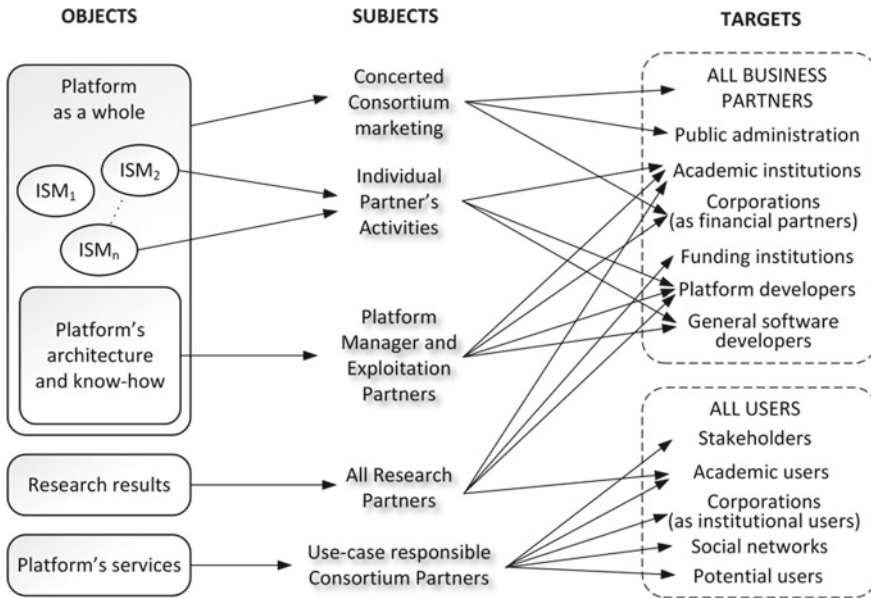 OBJECTS
SUBJECTS
TARGETS
Platform
as a whole
ISM1
ISM2
ISMn
Platform's
architecture
and know-how
Research results
Platform's services
Concerted
Consortium
marketing
Individual
Partner's
Activities
Platform
Manager and
Exploitation
Partners
All Research
Partners
Use-case responsible
Consortium Partners
ALL BUSINESS
PARTNERS
Public administration
Academic institutions
Corporations
(as financial partners)
Funding institutions
Platform developers
General software
developers
ALL USERS
Stakeholders
Academic users
Corporations
(as institutional users)
Social networks
Potential users